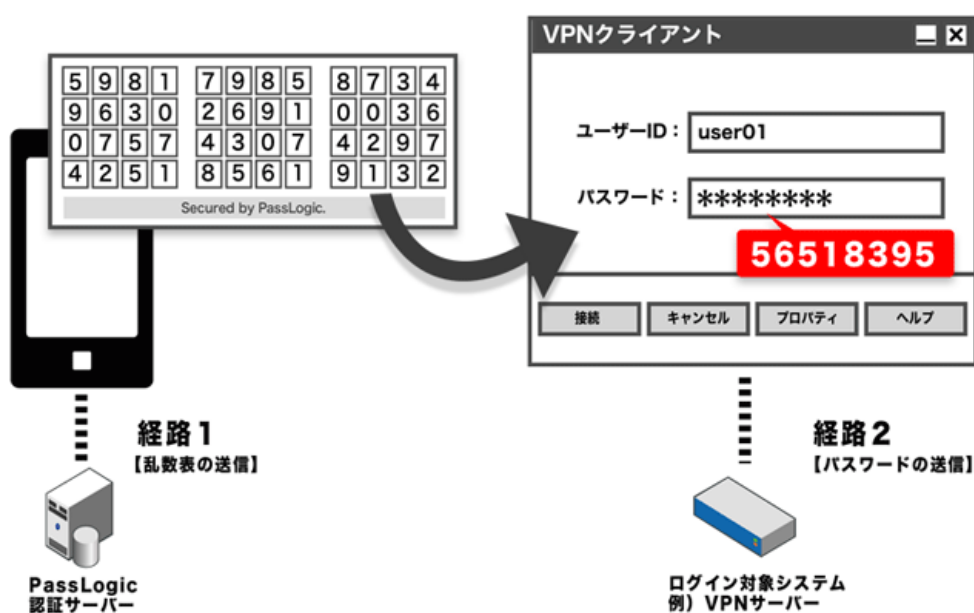 5981 7985 8734
9630 2691 0036
0757 4307 4297
4251 8561 9132
Secured by PassLogic.
VPNクライアント
ユーザーID： user01
パスワード： ********
56518395
接続 キャンセル プロパティ ヘルプ
経路1
【乱数表の送信】
PassLogic
認証サーバー
経路2
【パスワードの送信】
ログイン対象システム
例）VPNサーバー